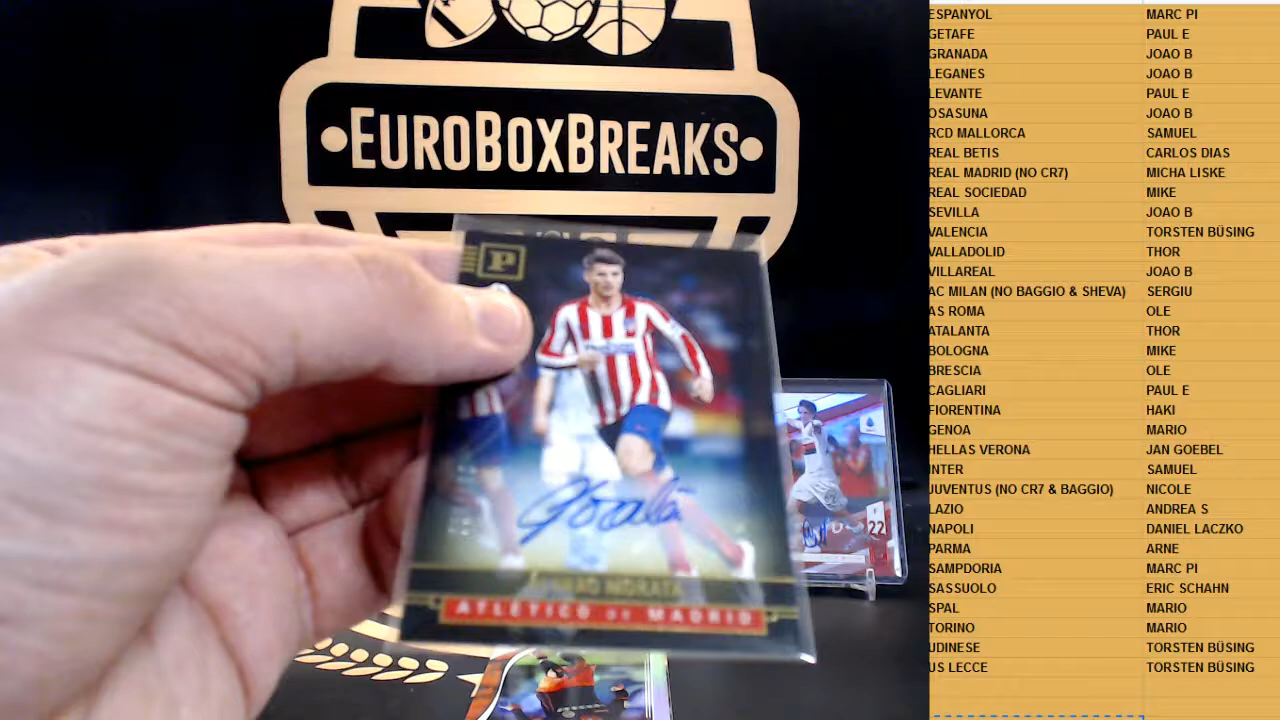 EUROBOXBREAKS
P
ALVARO MORATA
ATLÉTICO DE MADRID
22
ESPANYOL MARC PI
GETAFE PAUL E
GRANADA JOAO B
LEGANES JOAO B
LEVANTE PAUL E
OSASUNA JOAO B
RCD MALLORCA SAMUEL
REAL BETIS CARLOS DIAS
REAL MADRID (NO CR7) MICHA LISKE
REAL SOCIEDAD MIKE
SEVILLA JOAO B
VALENCIA TORSTEN BÜSING
VALLADOLID THOR
VILLAREAL JOAO B
AC MILAN (NO BAGGIO & SHEVA) SERGIU
AS ROMA OLE
ATALANTA THOR
BOLOGNA MIKE
BRESCIA OLE
CAGLIARI PAUL E
FIORENTINA HAKI
GENOA MARIO
HELLAS VERONA JAN GOEBEL
INTER SAMUEL
JUVENTUS (NO CR7 & BAGGIO) NICOLE
LAZIO ANDREA S
NAPOLI DANIEL LACZKO
PARMA ARNE
SAMPDORIA MARC PI
SASSUOLO ERIC SCHAHN
SPAL MARIO
TORINO MARIO
UDINESE TORSTEN BÜSING
US LECCE TORSTEN BÜSING